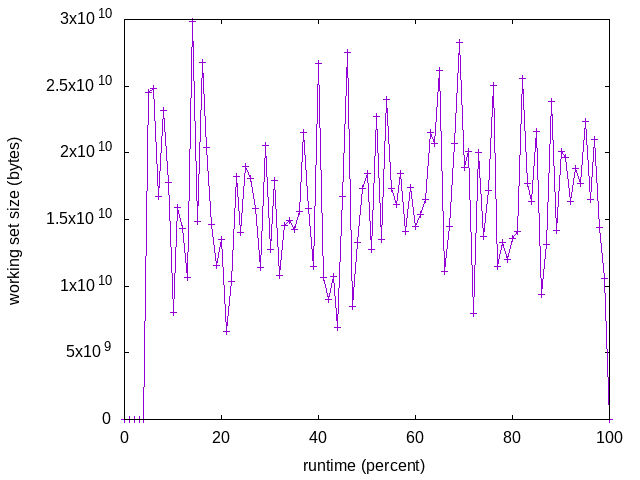 3x10^10
2.5x10^10
2x10^10
1.5x10^10
1x10^10
5x10^9
0
0 20 40 60 80 100
working set size (bytes)
runtime (percent)